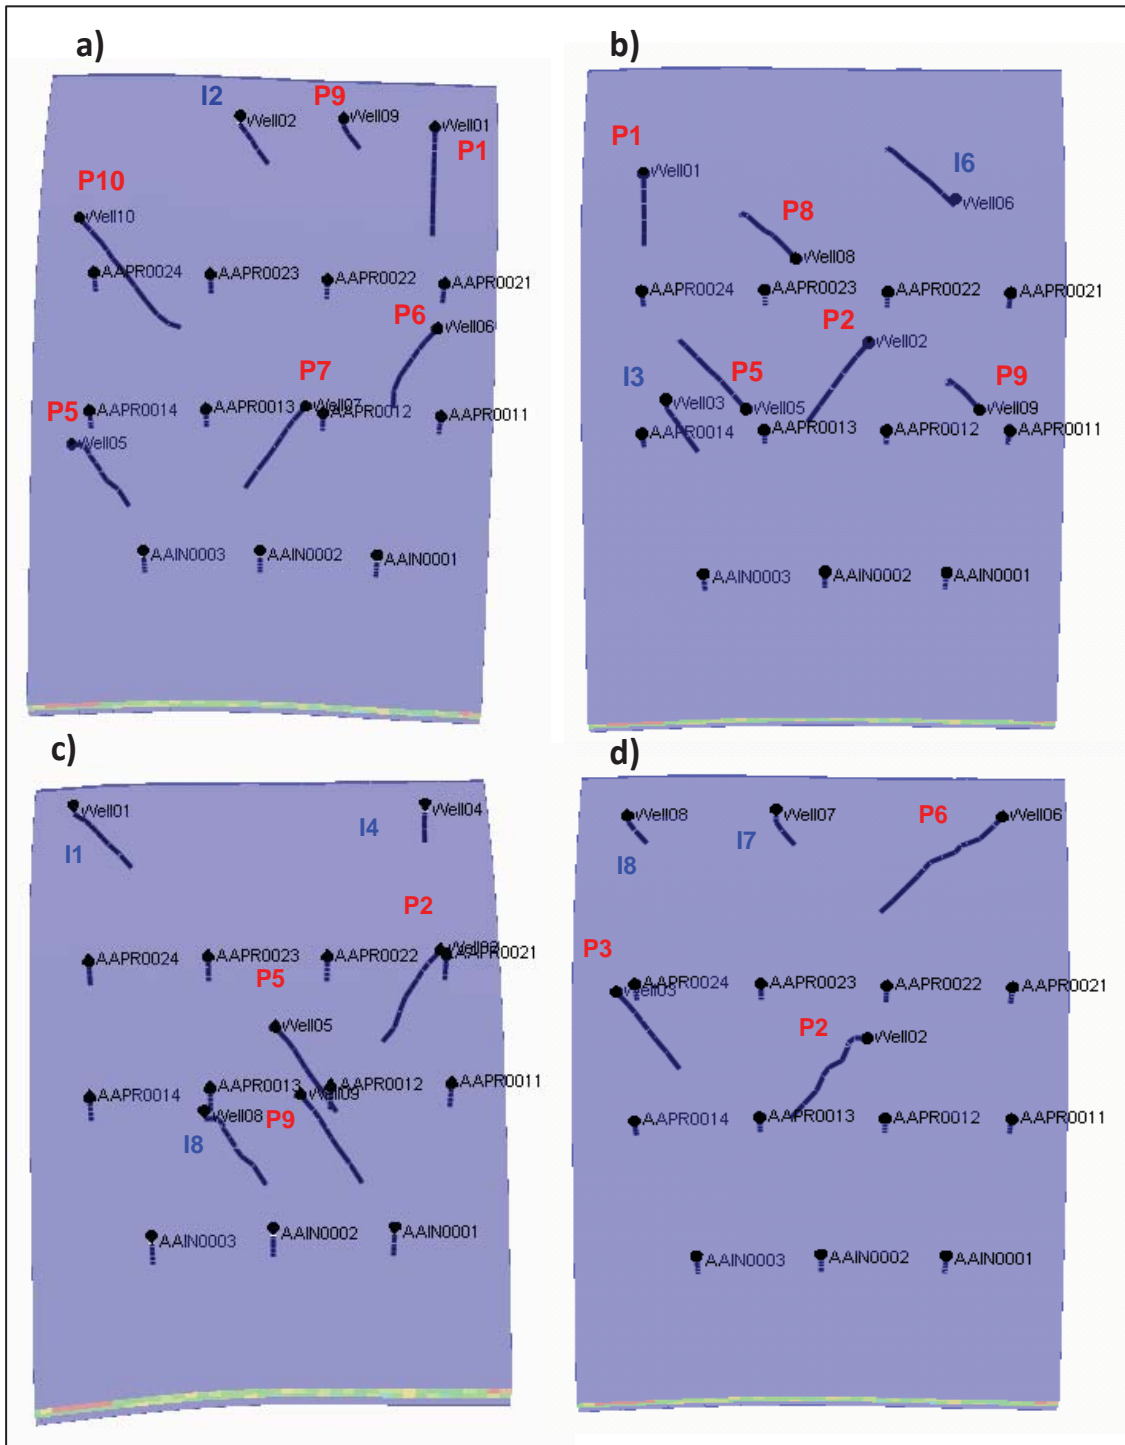 a)
I2
P9
Well02
Well09
Well01
P1
P10
Well10
AAPR0024
AAPR0023
AAPR0022
AAPR0021
P6
Well06
P7
Well07
P5
AAPR0014
AAPR0013
AAPR0012
AAPR0011
Well05
AAIN0003
AAIN0002
AAIN0001
b)
P1
Well01
I6
Well06
P8
Well08
AAPR0024
AAPR0023
AAPR0022
AAPR0021
P2
Well02
I3
Well03
P5
Well05
P9
Well09
AAPR0014
AAPR0013
AAPR0012
AAPR0011
AAIN0003
AAIN0002
AAIN0001
c)
Well01
I1
I4
Well04
P2
AAPR0024
AAPR0023
AAPR0022
Well02
AAPR0021
P5
Well05
AAPR0014
AAPR0013
AAPR0012
AAPR0011
Well09
Well08
P9
I8
AAIN0003
AAIN0002
AAIN0001
d)
Well08
I8
Well07
I7
P6
Well06
P3
Well03
AAPR0024
AAPR0023
AAPR0022
AAPR0021
P2
Well02
AAPR0014
AAPR0013
AAPR0012
AAPR0011
AAIN0003
AAIN0002
AAIN0001